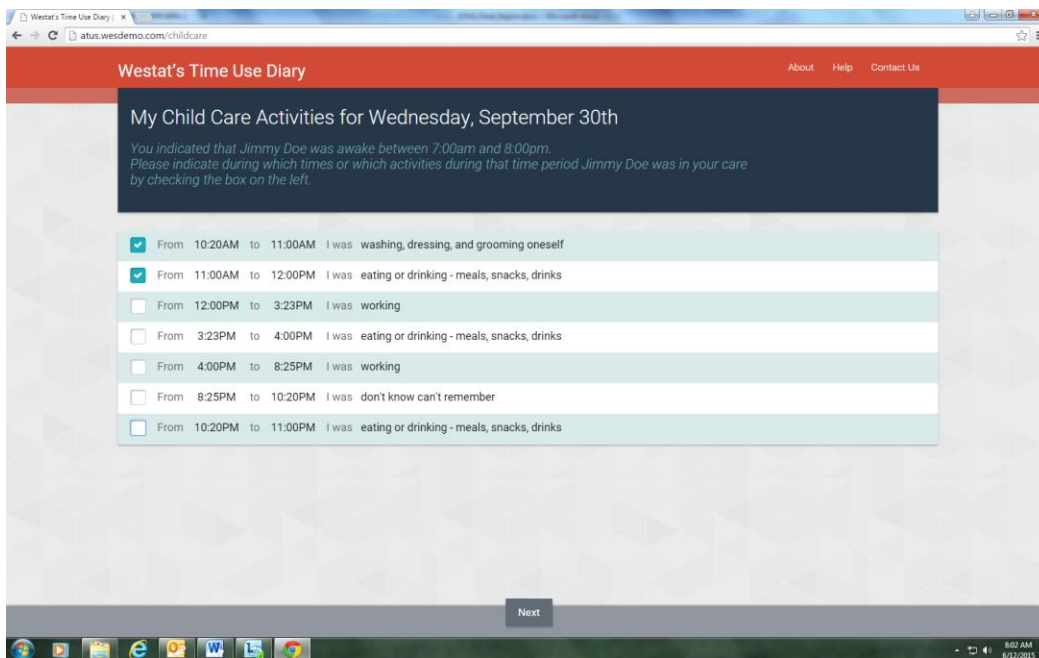 Westat's Time Use Diary |
atus.wesdemo.com/childcare
Westat's Time Use Diary
About Help Contact Us
My Child Care Activities for Wednesday, September 30th
You indicated that Jimmy Doe was awake between 7:00am and 8:00pm.
Please indicate during which times or which activities during that time period Jimmy Doe was in your care
by checking the box on the left.
From 10:20AM to 11:00AM I was washing, dressing, and grooming oneself
From 11:00AM to 12:00PM I was eating or drinking - meals, snacks, drinks
From 12:00PM to 3:23PM I was working
From 3:23PM to 4:00PM I was eating or drinking - meals, snacks, drinks
From 4:00PM to 8:25PM I was working
From 8:25PM to 10:20PM I was don't know can't remember
From 10:20PM to 11:00PM I was eating or drinking - meals, snacks, drinks
Next
8:02 AM
6/12/2015